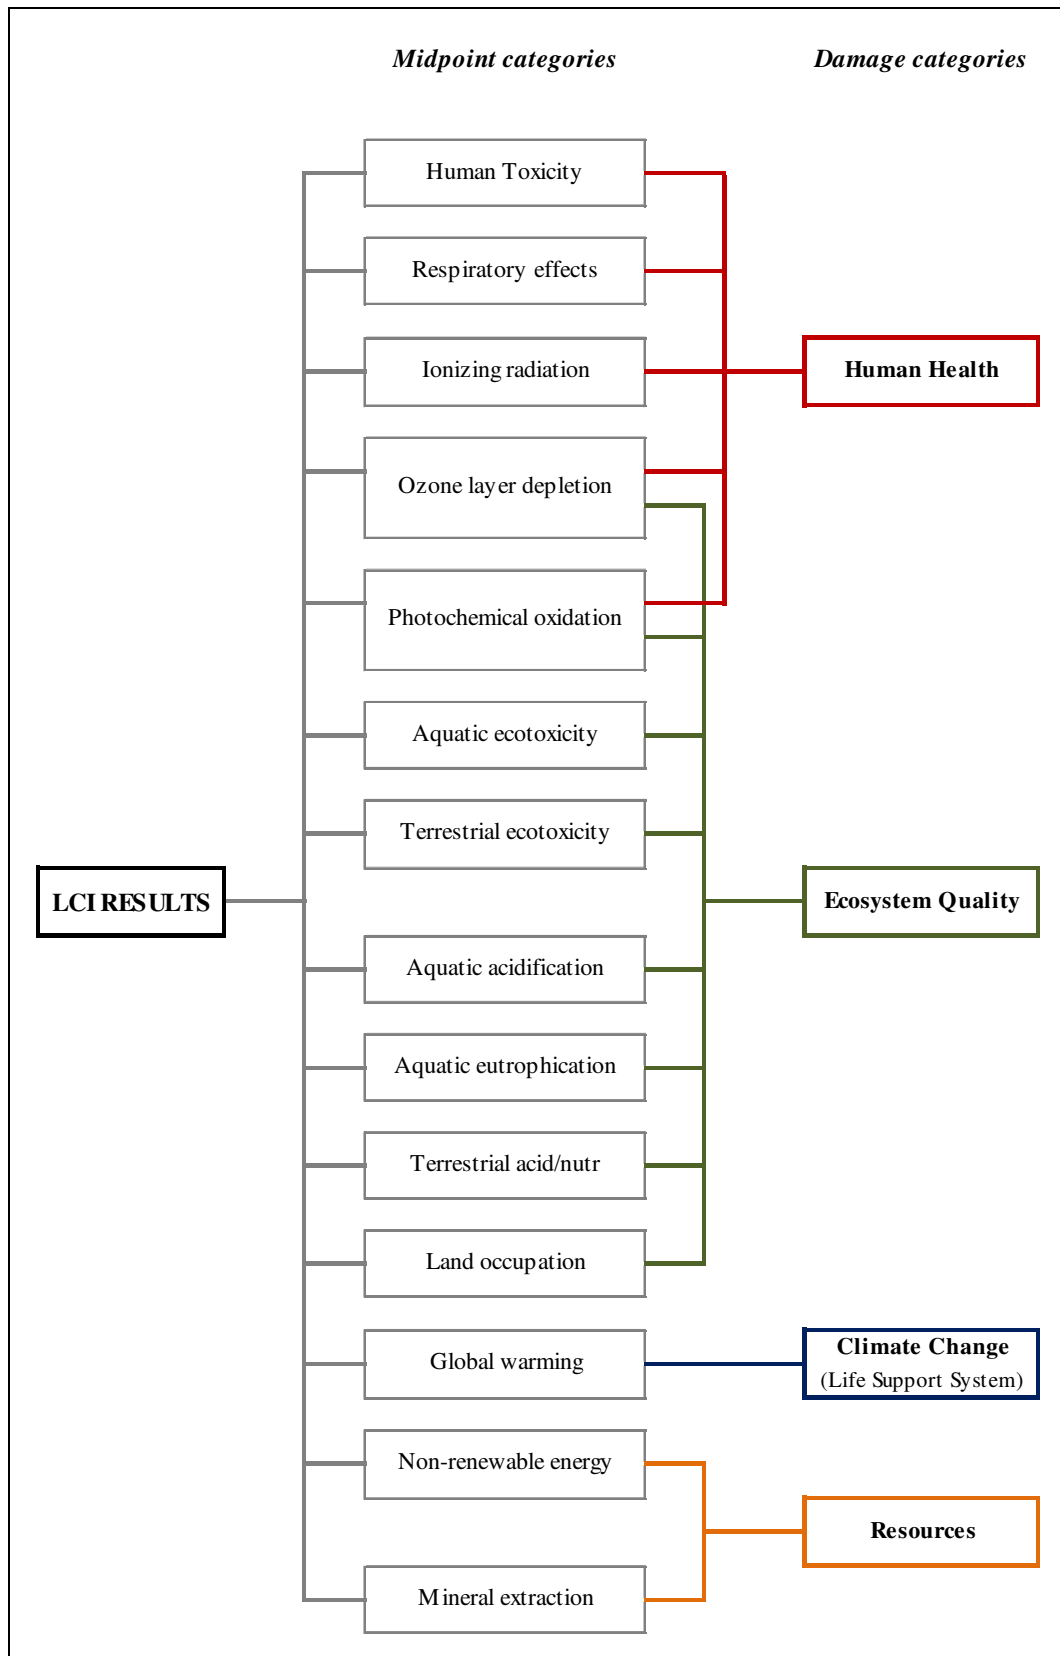 Midpoint categories
Damage categories
Human Toxicity
Respiratory effects
Ionizing radiation
Human Health
Ozone layer depletion
Photochemical oxidation
Aquatic ecotoxicity
Terrestrial ecotoxicity
LCI RESULTS
Ecosystem Quality
Aquatic acidification
Aquatic eutrophication
Terrestrial acid/nutr
Land occupation
Global warming
Climate Change
(Life Support System)
Non-renewable energy
Resources
Mineral extraction